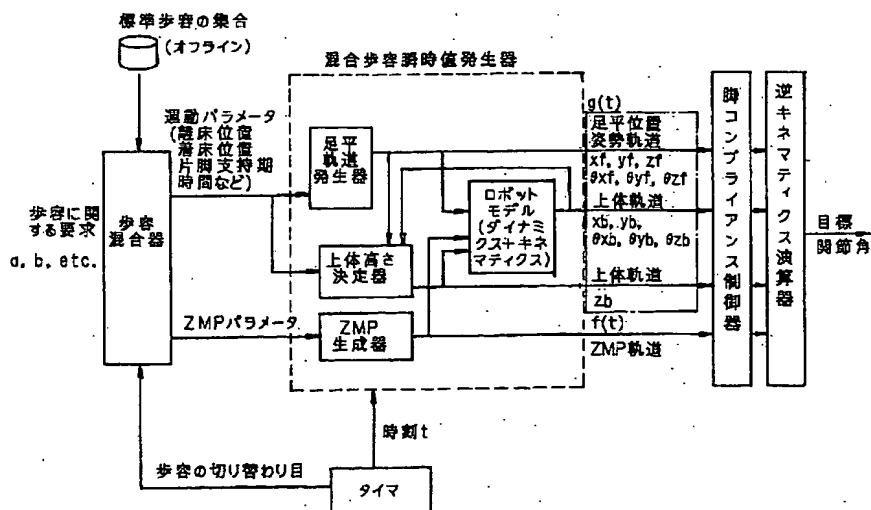 標準歩容の集合
(オフライン)
混合歩容瞬時値発生器
運動パラメータ
(離床位置
着床位置
片脚支持期
時間など)
足平
軌道
発生器
g(t)
足平位置
姿勢軌道
xf, yf, zf
θxf, θyf, θzf
上体軌道
xb, yb,
θxb, θyb, θzb
上体軌道
zb
f(t)
ZMP軌道
ロボット
モデル
(ダイナミ
クス+キネ
マティクス)
歩容に関
する要求
a, b, etc.
歩容
混合器
上体高さ
決定器
ZMPパラメータ
ZMP
生成器
脚コンプライアンス制御器
逆キネマティクス演算器
目標
関節角
時刻t
歩容の切り替わり目
タイマ